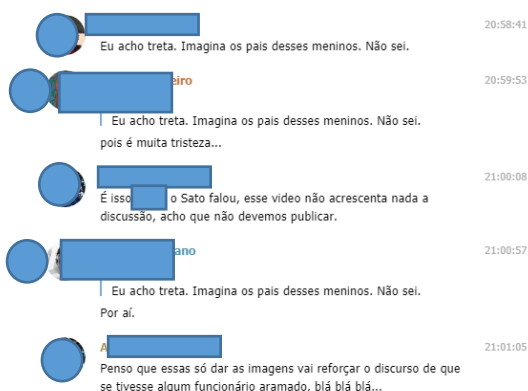 20:58:41
Eu acho treta. Imagina os pais desses meninos. Não sei.
eiro 20:59:53
Eu acho treta. Imagina os pais desses meninos. Não sei.
pois é muita tristeza...
21:00:08
É isso o Sato falou, esse video não acrescenta nada a
discussão, acho que não devemos publicar.
ano 21:00:57
Eu acho treta. Imagina os pais desses meninos. Não sei.
Por aí.
A 21:01:05
Penso que essas só dar as imagens vai reforçar o discurso de que
se tivesse algum funcionário aramado, blá blá blá...